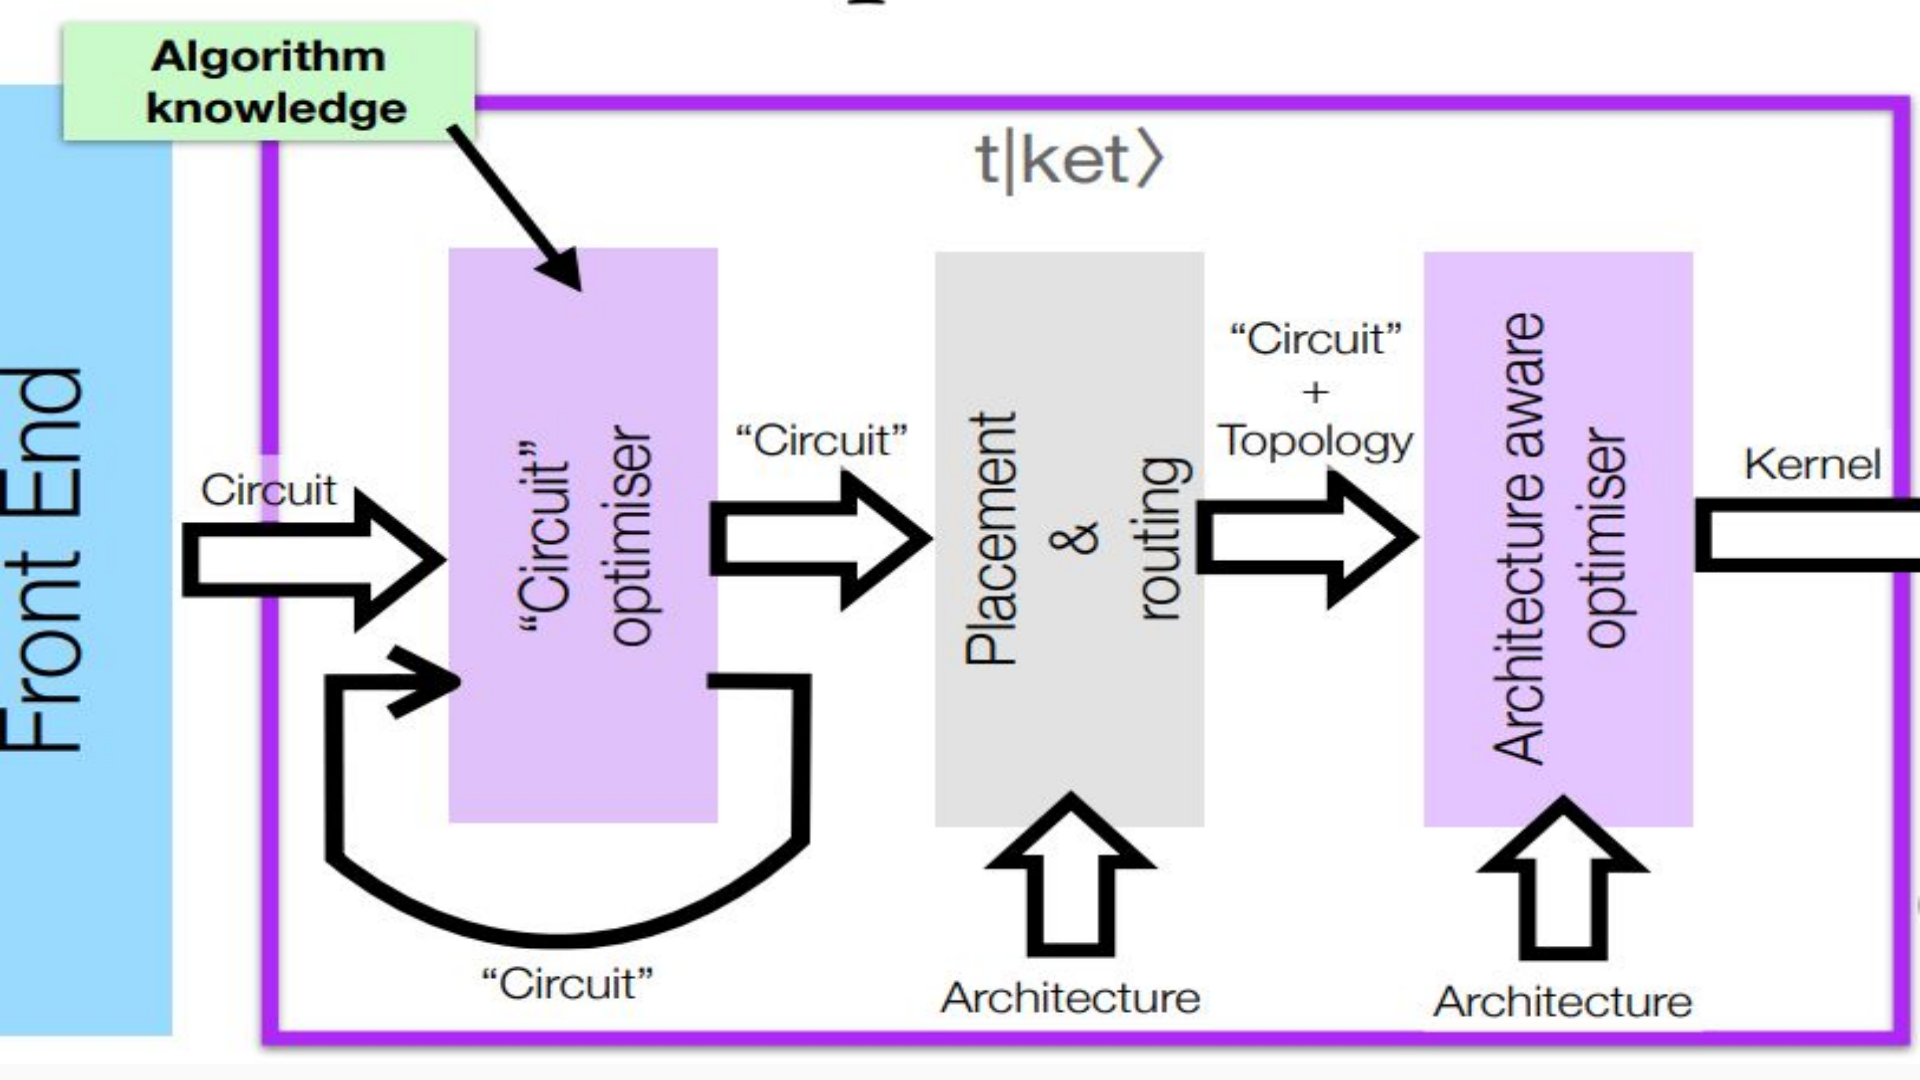 Algorithm
knowledge
t|ket⟩
Front End
Circuit
“Circuit”
optimiser
“Circuit”
Placement
&
routing
“Circuit”
+
Topology
Architecture aware
optimiser
Kernel
“Circuit”
Architecture
Architecture